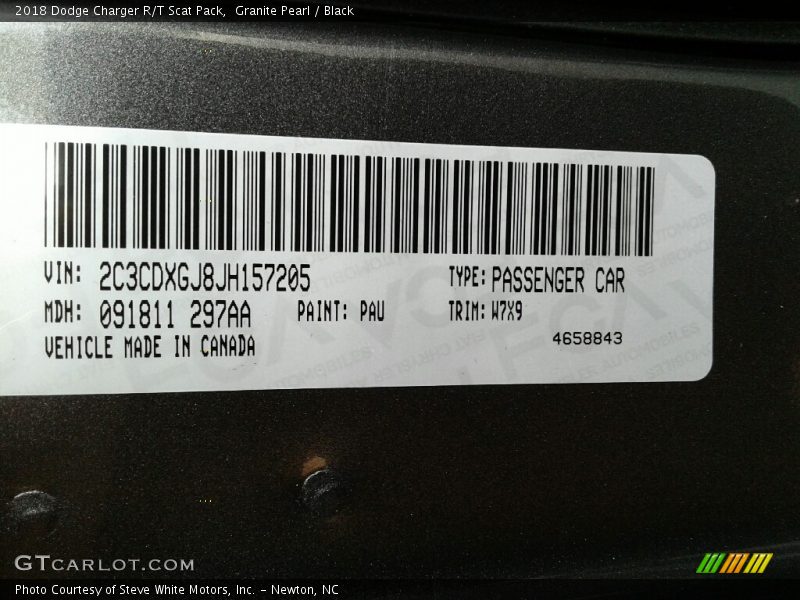 2018 Dodge Charger R/T Scat Pack,  Granite Pearl / Black
VIN: 2C3CDXGJ8JH157205 TYPE: PASSENGER CAR
MDH: 091811 297AA PAINT: PAU TRIM: W7X9
VEHICLE MADE IN CANADA 4658843
GTCARLOT.COM
Photo Courtesy of Steve White Motors, Inc. – Newton, NC